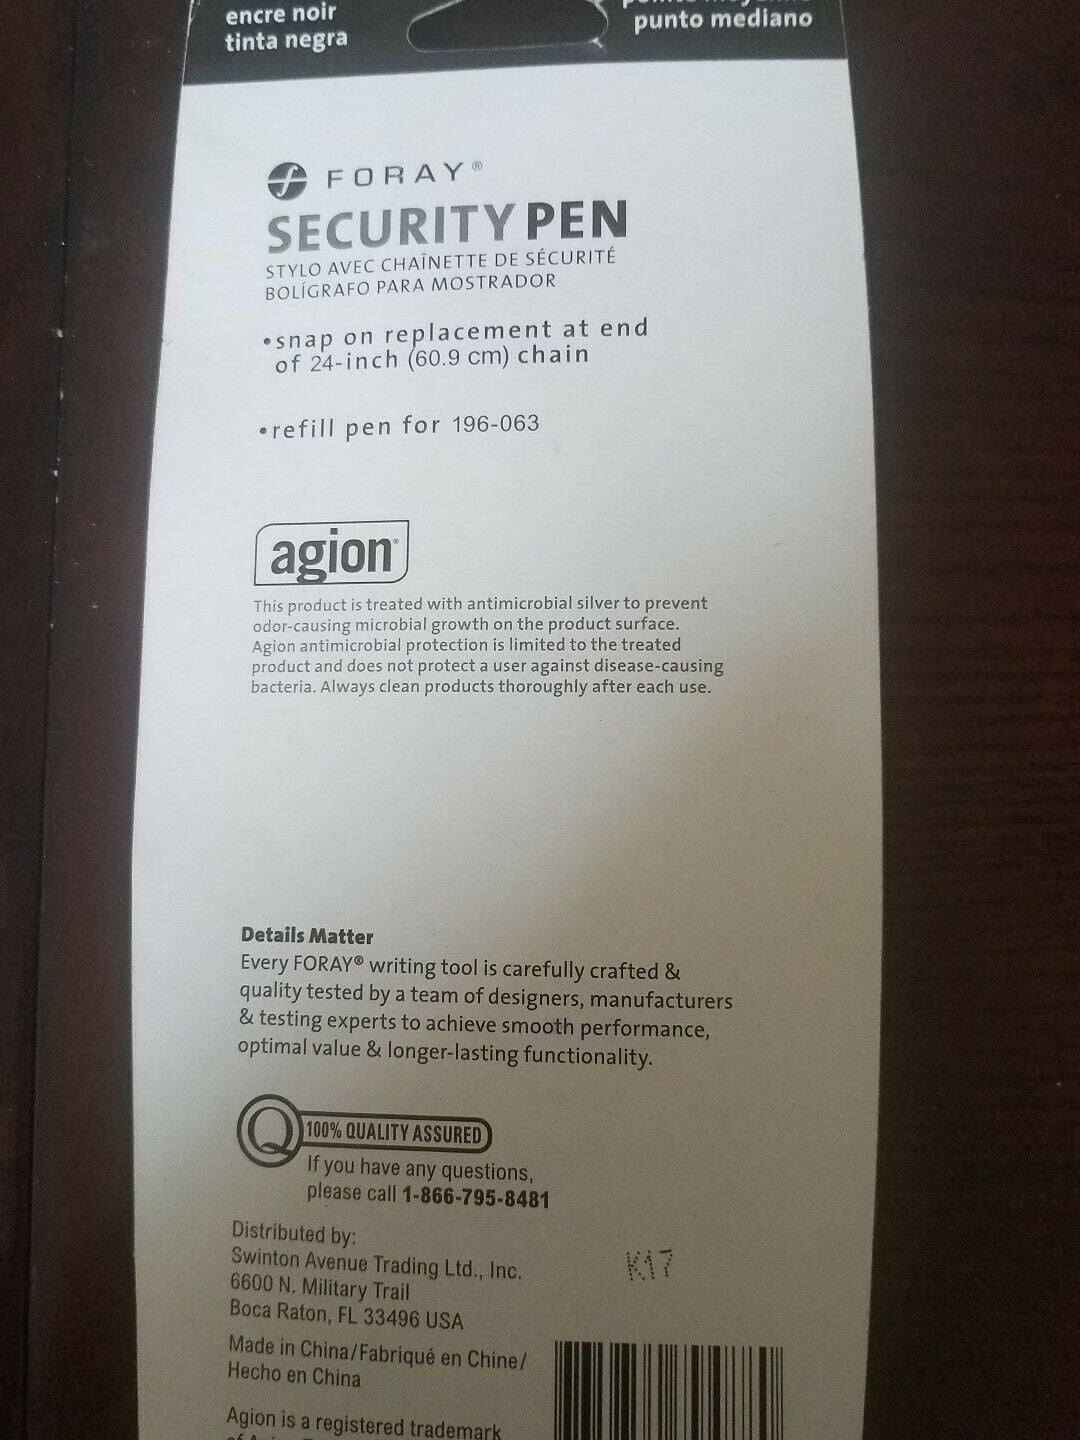 encre noir
tinta negra
punto mediano
FORAY®
SECURITY PEN
STYLO AVEC CHAÎNETTE DE SÉCURITÉ
BOLÍGRAFO PARA MOSTRADOR
•snap on replacement at end
of 24-inch (60.9 cm) chain
•refill pen for 196-063
agion®
This product is treated with antimicrobial silver to prevent
odor-causing microbial growth on the product surface.
Agion antimicrobial protection is limited to the treated
product and does not protect a user against disease-causing
bacteria. Always clean products thoroughly after each use.
Details Matter
Every FORAY® writing tool is carefully crafted &
quality tested by a team of designers, manufacturers
& testing experts to achieve smooth performance,
optimal value & longer-lasting functionality.
Q 100% QUALITY ASSURED
If you have any questions,
please call 1-866-795-8481
Distributed by:
Swinton Avenue Trading Ltd., Inc.
6600 N. Military Trail
Boca Raton, FL 33496 USA
K17
Made in China/Fabriqué en Chine/
Hecho en China
Agion is a registered trademark